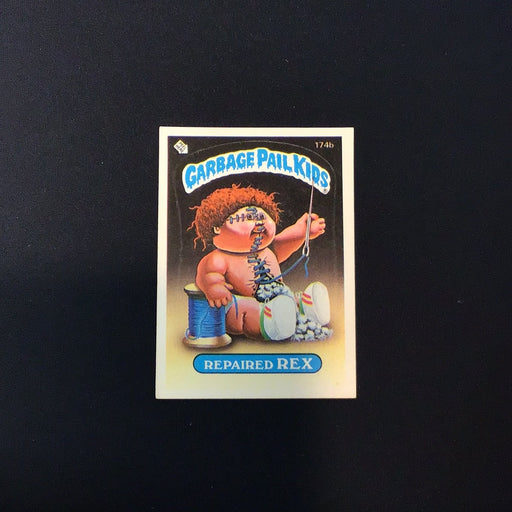 174b
GARBAGE PAIL KIDS
REPAIRED REX